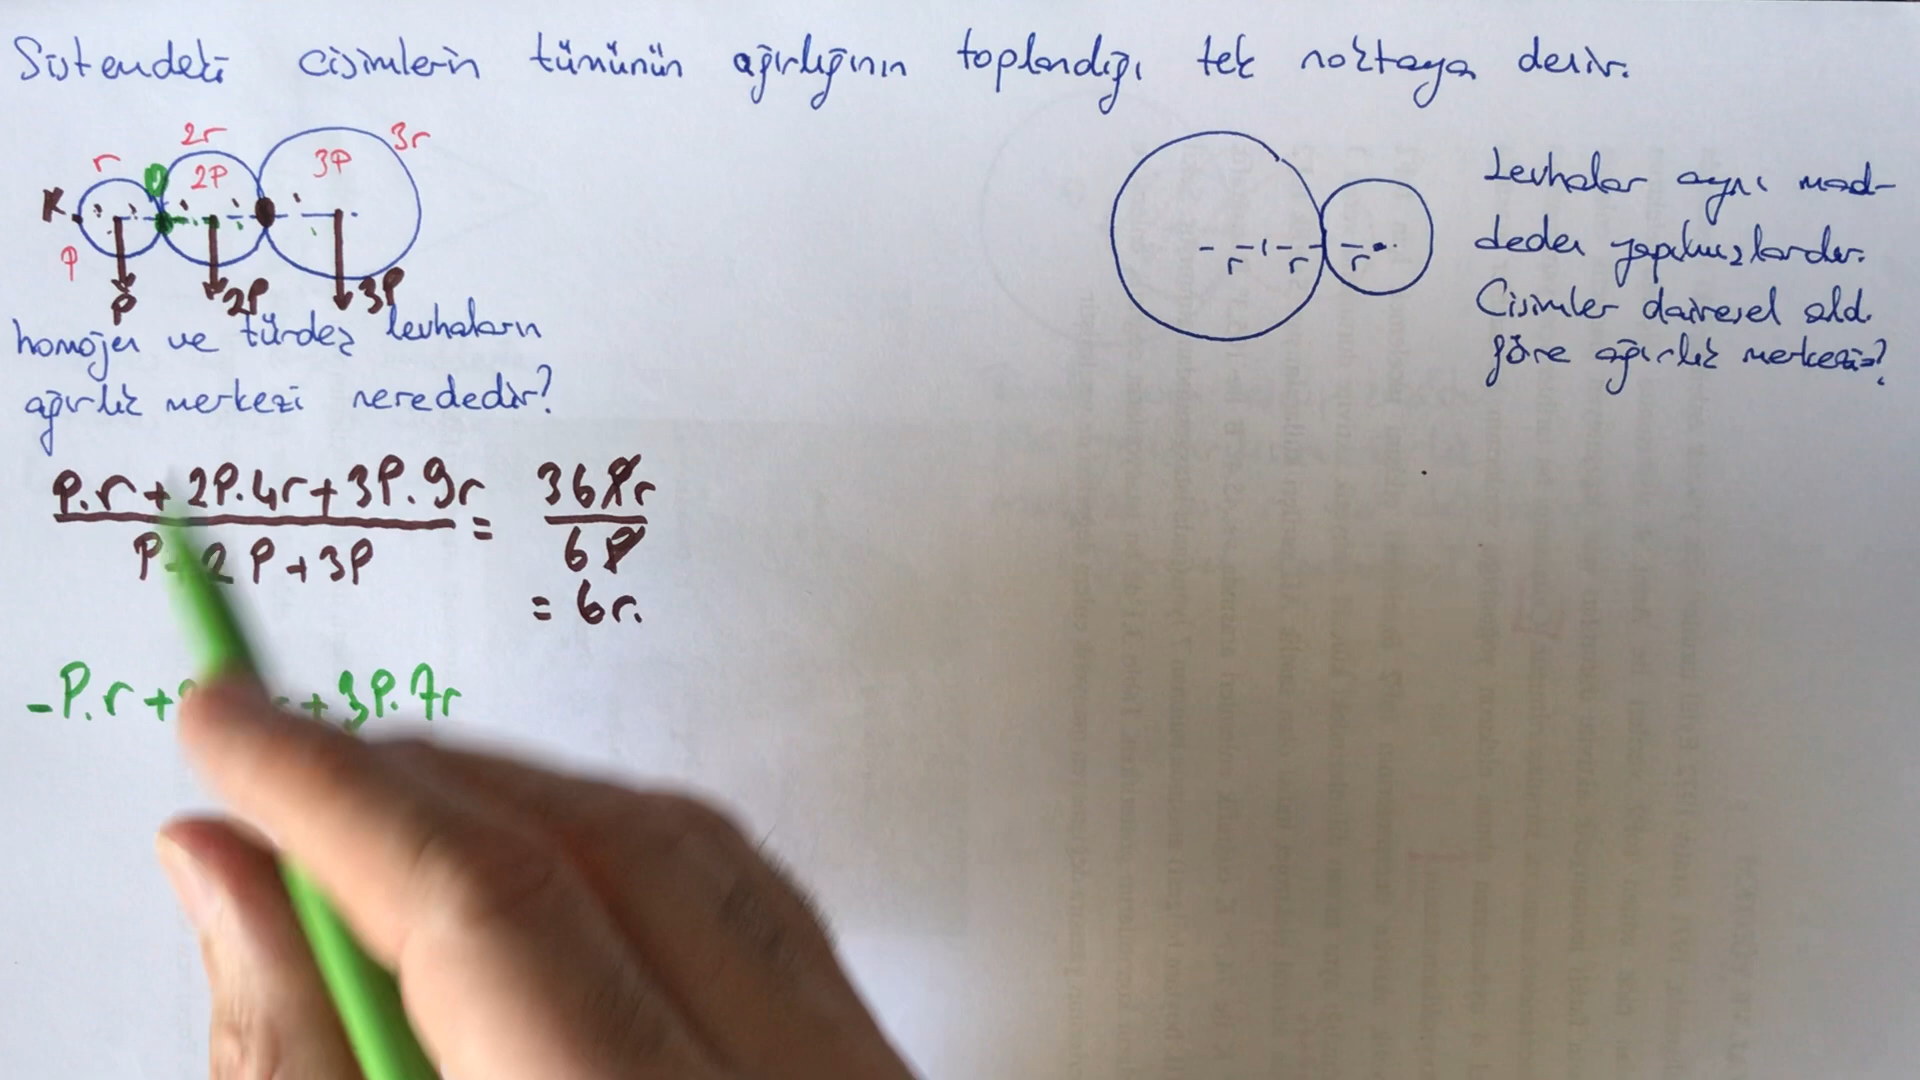 Sistemdeki cisimlerin tümünün ağırlığının toplandığı tek noktaya denir.
r 2r 3r
2P 3P
K O
P
P 2P 3P
homojen ve türdeş levhaların
ağırlık merkezi nerededir?
P.r+2P.4r+3P.9r = 36Pr
P+2P+3P 6P
= 6r.
-P.r+ +3P.7r
r r r
Levhalar aynı mad-
deden yapılmışlardır.
Cisimler dairesel old.
göre ağırlık merkezi=?